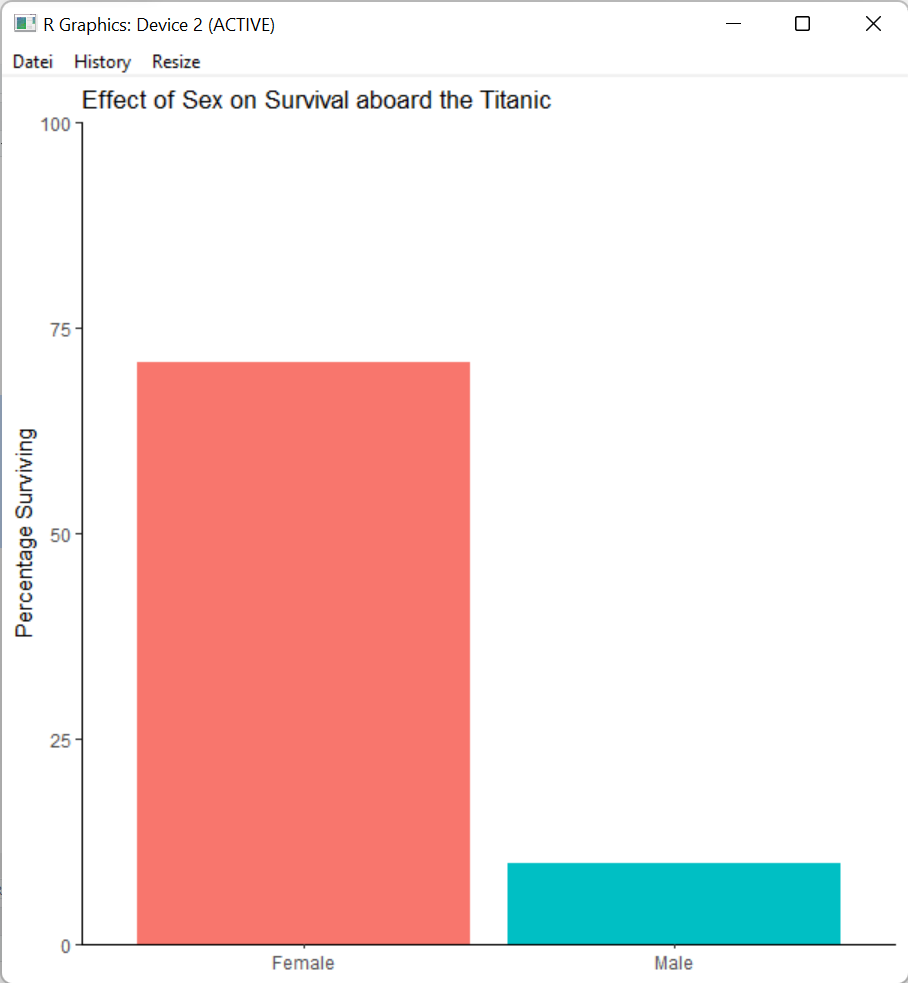 R Graphics: Device 2 (ACTIVE)
Datei History Resize
Effect of Sex on Survival aboard the Titanic
100
75
50
25
0
Percentage Surviving
Female Male